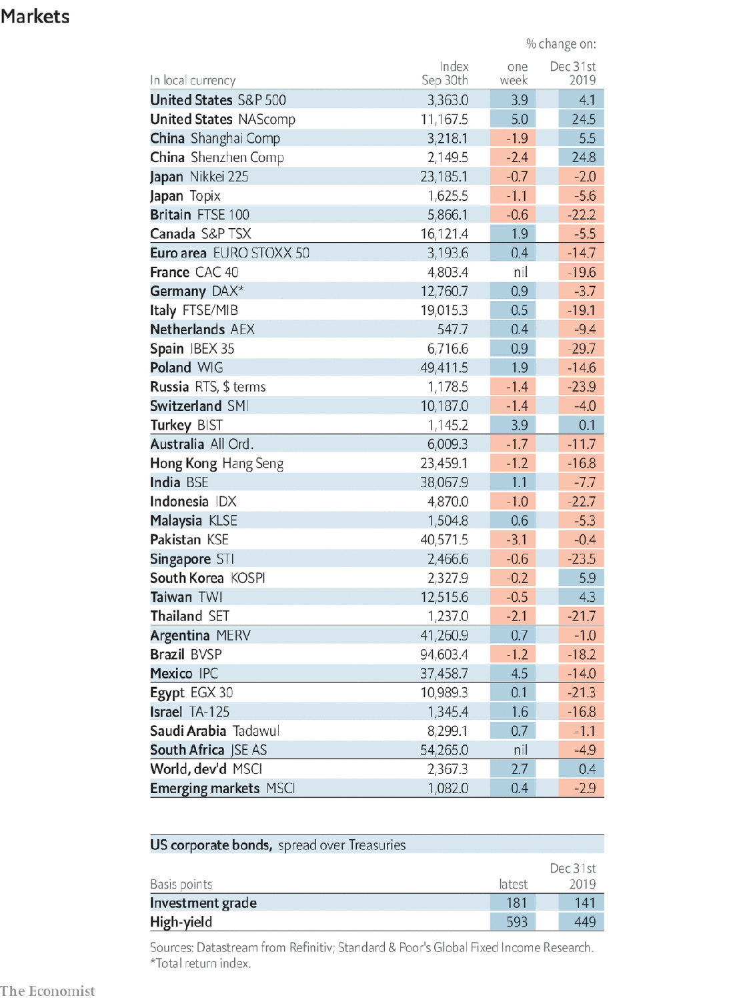 Markets
% change on:
Index one Dec 31st
In local currency Sep 30th week 2019
United States S&P 500 3,363.0 3.9 4.1
United States NAScomp 11,167.5 5.0 24.5
China Shanghai Comp 3,218.1 -1.9 5.5
China Shenzhen Comp 2,149.5 -2.4 24.8
Japan Nikkei 225 23,185.1 -0.7 -2.0
Japan Topix 1,625.5 -1.1 -5.6
Britain FTSE 100 5,866.1 -0.6 -22.2
Canada S&P TSX 16,121.4 1.9 -5.5
Euro area EURO STOXX 50 3,193.6 0.4 -14.7
France CAC 40 4,803.4 nil -19.6
Germany DAX* 12,760.7 0.9 -3.7
Italy FTSE/MIB 19,015.3 0.5 -19.1
Netherlands AEX 547.7 0.4 -9.4
Spain IBEX 35 6,716.6 0.9 -29.7
Poland WIG 49,411.5 1.9 -14.6
Russia RTS, $ terms 1,178.5 -1.4 -23.9
Switzerland SMI 10,187.0 -1.4 -4.0
Turkey BIST 1,145.2 3.9 0.1
Australia All Ord. 6,009.3 -1.7 -11.7
Hong Kong Hang Seng 23,459.1 -1.2 -16.8
India BSE 38,067.9 1.1 -7.7
Indonesia IDX 4,870.0 -1.0 -22.7
Malaysia KLSE 1,504.8 0.6 -5.3
Pakistan KSE 40,571.5 -3.1 -0.4
Singapore STI 2,466.6 -0.6 -23.5
South Korea KOSPI 2,327.9 -0.2 5.9
Taiwan TWI 12,515.6 -0.5 4.3
Thailand SET 1,237.0 -2.1 -21.7
Argentina MERV 41,260.9 0.7 -1.0
Brazil BVSP 94,603.4 -1.2 -18.2
Mexico IPC 37,458.7 4.5 -14.0
Egypt EGX 30 10,989.3 0.1 -21.3
Israel TA-125 1,345.4 1.6 -16.8
Saudi Arabia Tadawul 8,299.1 0.7 -1.1
South Africa JSE AS 54,265.0 nil -4.9
World, dev'd MSCI 2,367.3 2.7 0.4
Emerging markets MSCI 1,082.0 0.4 -2.9
US corporate bonds, spread over Treasuries
Dec 31st
Basis points latest 2019
Investment grade 181 141
High-yield 593 449
Sources: Datastream from Refinitiv; Standard & Poor's Global Fixed Income Research.
*Total return index.
The Economist